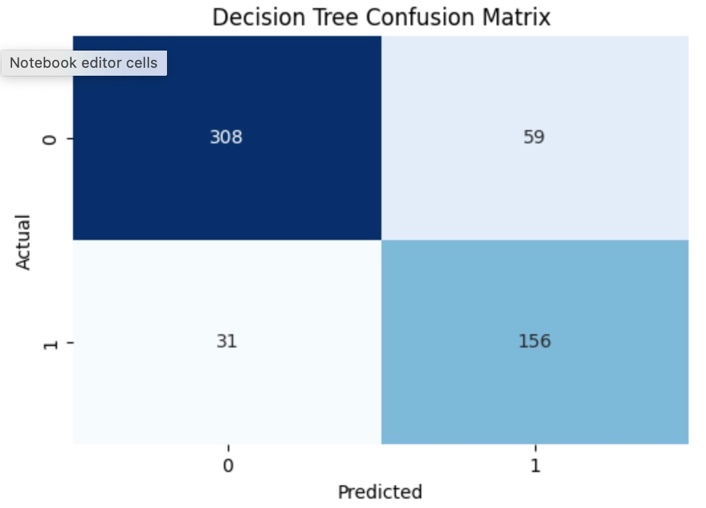 Decision Tree Confusion Matrix
Notebook editor cells
0
308
59
Actual
1
31
156
0
1
Predicted